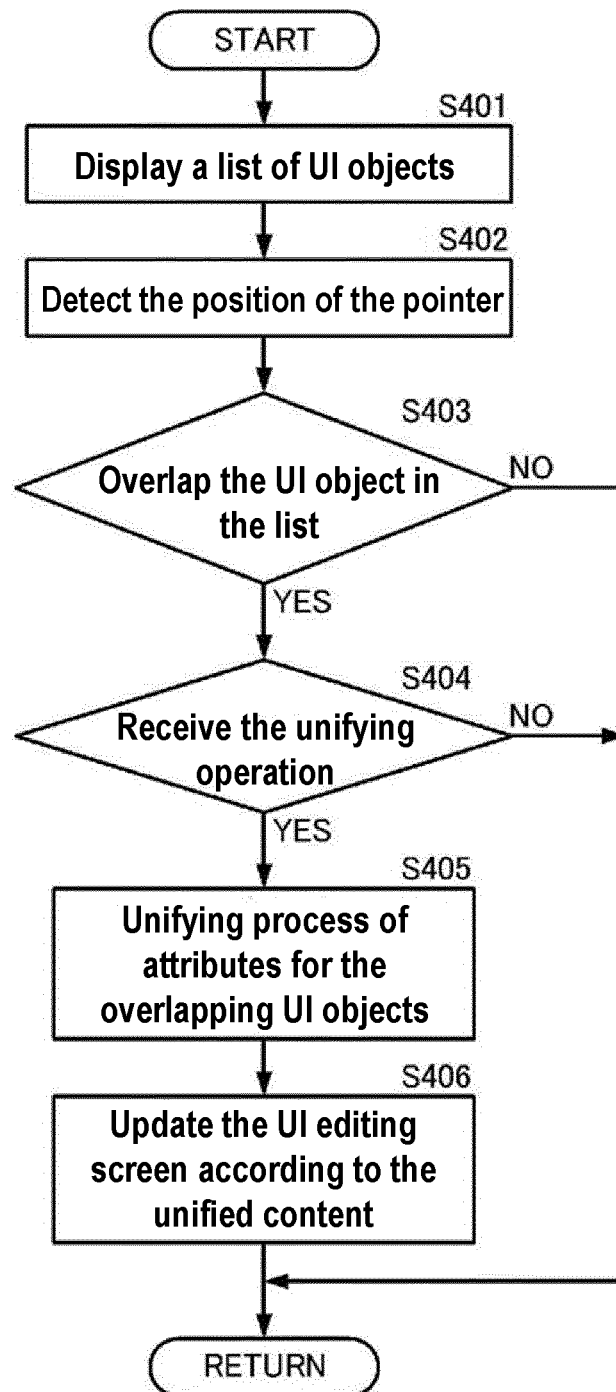 START
S401
Display a list of UI objects
S402
Detect the position of the pointer
S403
Overlap the UI object in
the list
NO
YES
S404
Receive the unifying
operation
NO
YES
S405
Unifying process of
attributes for the
overlapping UI objects
S406
Update the UI editing
screen according to the
unified content
RETURN